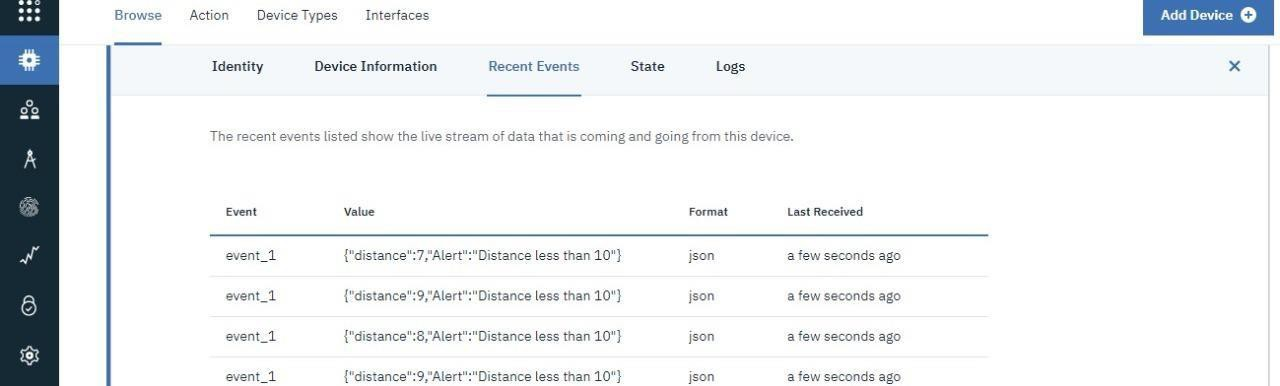 Browse Action Device Types Interfaces Add Device
Identity Device Information Recent Events State Logs
The recent events listed show the live stream of data that is coming and going from this device.
Event Value Format Last Received
event_1 {"distance":7,"Alert":"Distance less than 10"} json a few seconds ago
event_1 {"distance":9,"Alert":"Distance less than 10"} json a few seconds ago
event_1 {"distance":8,"Alert":"Distance less than 10"} json a few seconds ago
event_1 {"distance":9,"Alert":"Distance less than 10"} json a few seconds ago